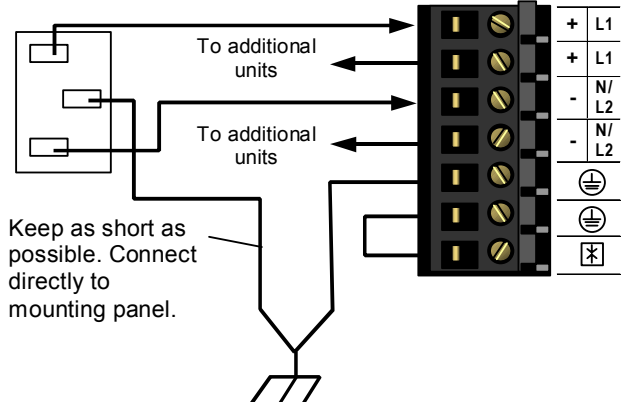 To additional
units
To additional
units
Keep as short as
possible. Connect
directly to
mounting panel.
+ L1
+ L1
- N/
L2
- N/
L2